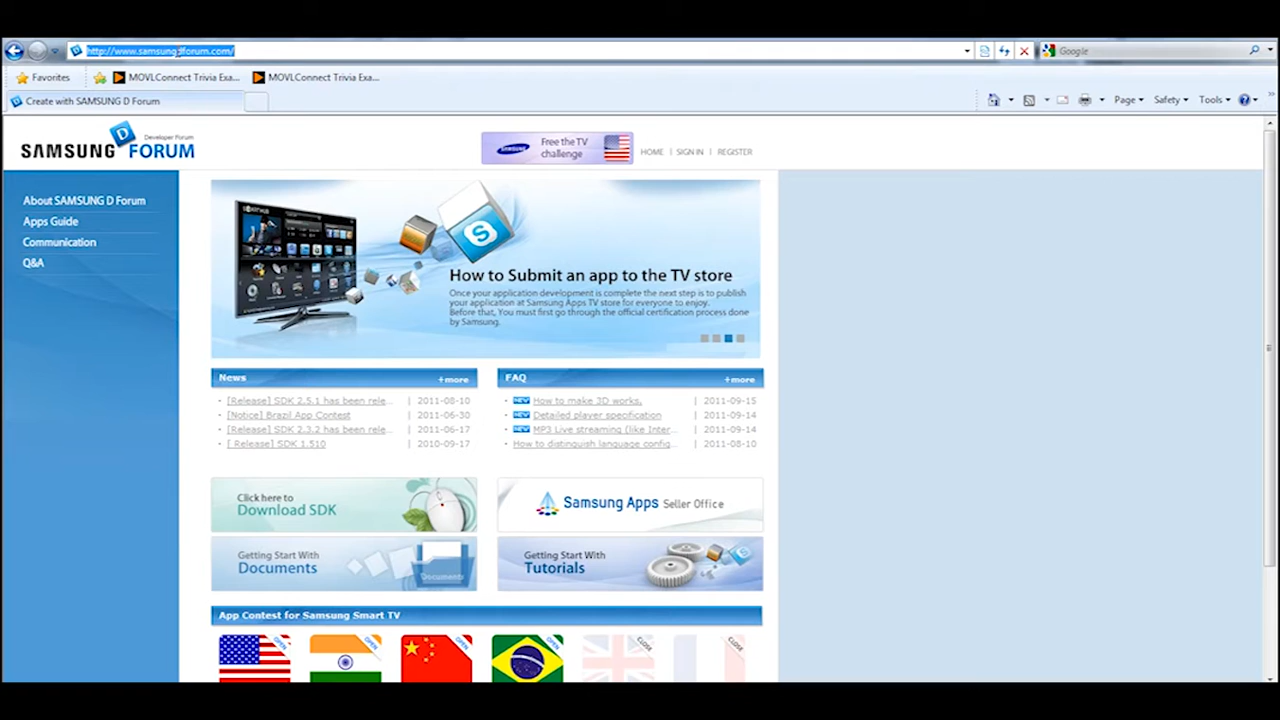 http://www.samsungdforum.com/
Google
Favorites
MOVLConnect Trivia Exa...
MOVLConnect Trivia Exa...
Create with SAMSUNG D Forum
Page
Safety
Tools
SAMSUNG D FORUM
Developer Forum
SAMSUNG
Free the TV
challenge
HOME | SIGN IN | REGISTER
About SAMSUNG D Forum
Apps Guide
Communication
Q&A
How to Submit an app to the TV store
Once your application development is complete the next step is to publish
your application at Samsung Apps TV store for everyone to enjoy.
Before that, You must first go through the official certification process done
by Samsung.
News
+more
[Release] SDK 2.5.1 has been rele... | 2011-08-10
[Notice] Brazil App Contest | 2011-06-30
[Release] SDK 2.3.2 has been rele... | 2011-06-17
[ Release] SDK 1.510 | 2010-09-17
FAQ
+more
NEW How to make 3D works, | 2011-09-15
NEW Detailed player specification | 2011-09-14
NEW MP3 Live streaming (like Inter... | 2011-09-14
How to distinguish language config... | 2011-08-10
Click here to
Download SDK
Samsung Apps Seller Office
Getting Start With
Documents
Documents
Getting Start With
Tutorials
App Contest for Samsung Smart TV
OPEN
OPEN
OPEN
OPEN
CLOSE
CLOSE